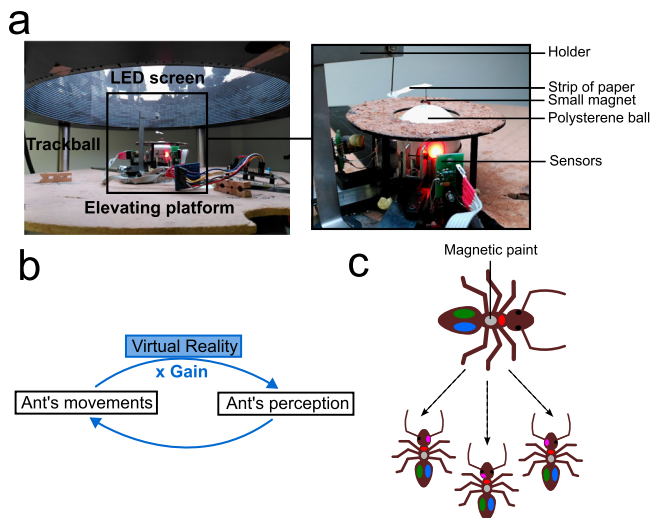 a
LED screen
Trackball
Elevating platform
Holder
Strip of paper
Small magnet
Polysterene ball
Sensors
b
Virtual Reality
x Gain
Ant's movements
Ant's perception
c
Magnetic paint